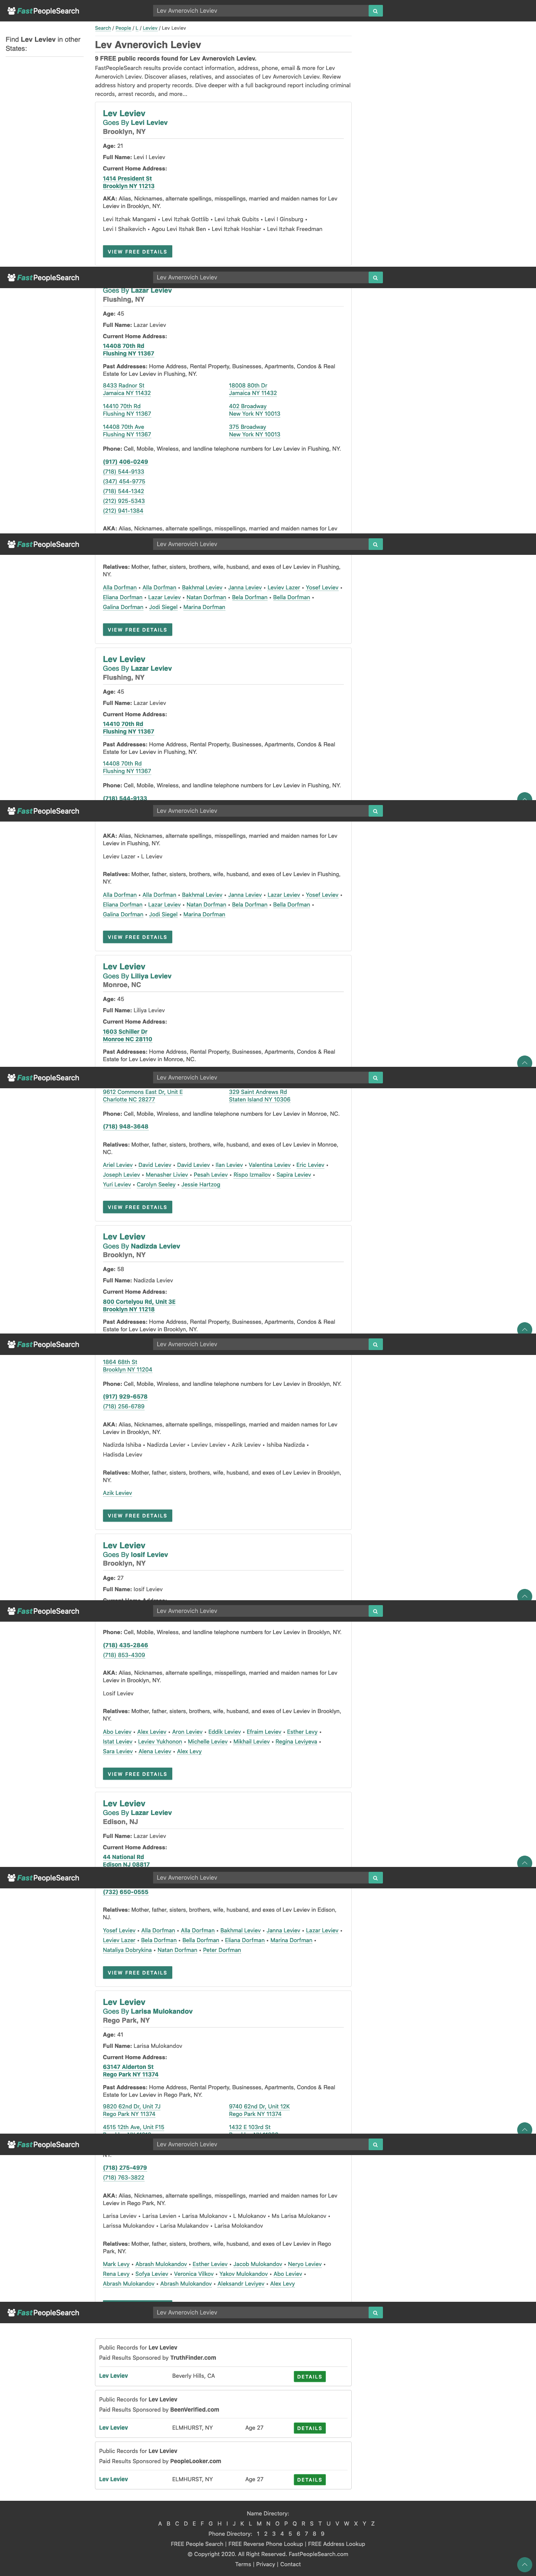 FastPeopleSearch
Lev Avnerovich Leviev
Find Lev Leviev in other
States:
Search / People / L / Leviev / Lev Leviev
Lev Avnerovich Leviev
9 FREE public records found for Lev Avnerovich Leviev.
FastPeopleSearch results provide contact information, address, phone, email & more for Lev
Avnerovich Leviev. Discover aliases, relatives, and associates of Lev Avnerovich Leviev. Review
address history and property records. Dive deeper with a full background report including criminal
records, arrest records, and more...
Lev Leviev
Goes By Levi Leviev
Brooklyn, NY
Age: 21
Full Name: Levi I Leviev
Current Home Address:
1414 President St
Brooklyn NY 11213
AKA: Alias, Nicknames, alternate spellings, misspellings, married and maiden names for Lev
Leviev in Brooklyn, NY.
Levi Itzhak Mangami • Levi Itzhak Gottlib • Levi Izhak Gubits • Levi I Ginsburg •
Levi I Shaikevich • Agou Levi Itshak Ben • Levi Itzhak Hoshiar • Levi Itzhak Freedman
VIEW FREE DETAILS
FastPeopleSearch
Lev Avnerovich Leviev
Goes By Lazar Leviev
Flushing, NY
Age: 45
Full Name: Lazar Leviev
Current Home Address:
14408 70th Rd
Flushing NY 11367
Past Addresses: Home Address, Rental Property, Businesses, Apartments, Condos & Real
Estate for Lev Leviev in Flushing, NY.
8433 Radnor St
Jamaica NY 11432
18008 80th Dr
Jamaica NY 11432
14410 70th Rd
Flushing NY 11367
402 Broadway
New York NY 10013
14408 70th Ave
Flushing NY 11367
375 Broadway
New York NY 10013
Phone: Cell, Mobile, Wireless, and landline telephone numbers for Lev Leviev in Flushing, NY.
(917) 406-0249
(718) 544-9133
(347) 454-9775
(718) 544-1342
(212) 925-5343
(212) 941-1384
AKA: Alias, Nicknames, alternate spellings, misspellings, married and maiden names for Lev
FastPeopleSearch
Lev Avnerovich Leviev
Relatives: Mother, father, sisters, brothers, wife, husband, and exes of Lev Leviev in Flushing,
NY.
Alla Dorfman • Alla Dorfman • Bakhmal Leviev • Janna Leviev • Leviev Lazer • Yosef Leviev •
Eliana Dorfman • Lazar Leviev • Natan Dorfman • Bela Dorfman • Bella Dorfman •
Galina Dorfman • Jodi Siegel • Marina Dorfman
VIEW FREE DETAILS
Lev Leviev
Goes By Lazar Leviev
Flushing, NY
Age: 45
Full Name: Lazar Leviev
Current Home Address:
14410 70th Rd
Flushing NY 11367
Past Addresses: Home Address, Rental Property, Businesses, Apartments, Condos & Real
Estate for Lev Leviev in Flushing, NY.
14408 70th Rd
Flushing NY 11367
Phone: Cell, Mobile, Wireless, and landline telephone numbers for Lev Leviev in Flushing, NY.
(718) 544-9133
FastPeopleSearch
Lev Avnerovich Leviev
AKA: Alias, Nicknames, alternate spellings, misspellings, married and maiden names for Lev
Leviev in Flushing, NY.
Leviev Lazer • L Leviev
Relatives: Mother, father, sisters, brothers, wife, husband, and exes of Lev Leviev in Flushing,
NY.
Alla Dorfman • Alla Dorfman • Bakhmal Leviev • Janna Leviev • Lazar Leviev • Yosef Leviev •
Eliana Dorfman • Lazar Leviev • Natan Dorfman • Bela Dorfman • Bella Dorfman •
Galina Dorfman • Jodi Siegel • Marina Dorfman
VIEW FREE DETAILS
Lev Leviev
Goes By Liliya Leviev
Monroe, NC
Age: 45
Full Name: Liliya Leviev
Current Home Address:
1603 Schiller Dr
Monroe NC 28110
Past Addresses: Home Address, Rental Property, Businesses, Apartments, Condos & Real
Estate for Lev Leviev in Monroe, NC.
FastPeopleSearch
Lev Avnerovich Leviev
9612 Commons East Dr, Unit E
Charlotte NC 28277
329 Saint Andrews Rd
Staten Island NY 10306
Phone: Cell, Mobile, Wireless, and landline telephone numbers for Lev Leviev in Monroe, NC.
(718) 948-3648
Relatives: Mother, father, sisters, brothers, wife, husband, and exes of Lev Leviev in Monroe,
NC.
Ariel Leviev • David Leviev • David Leviev • Ilan Leviev • Valentina Leviev • Eric Leviev •
Joseph Leviev • Menasher Liviev • Pesah Leviev • Rispo Izmailov • Sapira Leviev •
Yuri Leviev • Carolyn Seeley • Jessie Hartzog
VIEW FREE DETAILS
Lev Leviev
Goes By Nadizda Leviev
Brooklyn, NY
Age: 58
Full Name: Nadizda Leviev
Current Home Address:
800 Cortelyou Rd, Unit 3E
Brooklyn NY 11218
Past Addresses: Home Address, Rental Property, Businesses, Apartments, Condos & Real
Estate for Lev Leviev in Brooklyn, NY.
FastPeopleSearch
Lev Avnerovich Leviev
1864 68th St
Brooklyn NY 11204
Phone: Cell, Mobile, Wireless, and landline telephone numbers for Lev Leviev in Brooklyn, NY.
(917) 929-6578
(718) 256-6789
AKA: Alias, Nicknames, alternate spellings, misspellings, married and maiden names for Lev
Leviev in Brooklyn, NY.
Nadizda Ishiba • Nadizda Levier • Leviev Leviev • Azik Leviev • Ishiba Nadizda •
Hadisda Leviev
Relatives: Mother, father, sisters, brothers, wife, husband, and exes of Lev Leviev in Brooklyn,
NY.
Azik Leviev
VIEW FREE DETAILS
Lev Leviev
Goes By Iosif Leviev
Brooklyn, NY
Age: 27
Full Name: Iosif Leviev
FastPeopleSearch
Lev Avnerovich Leviev
Phone: Cell, Mobile, Wireless, and landline telephone numbers for Lev Leviev in Brooklyn, NY.
(718) 435-2846
(718) 853-4309
AKA: Alias, Nicknames, alternate spellings, misspellings, married and maiden names for Lev
Leviev in Brooklyn, NY.
Losif Leviev
Relatives: Mother, father, sisters, brothers, wife, husband, and exes of Lev Leviev in Brooklyn,
NY.
Abo Leviev • Alex Leviev • Aron Leviev • Eddik Leviev • Efraim Leviev • Esther Levy •
Istat Leviev • Leviev Yukhonon • Michelle Leviev • Mikhail Leviev • Regina Leviyeva •
Sara Leviev • Alena Leviev • Alex Levy
VIEW FREE DETAILS
Lev Leviev
Goes By Lazar Leviev
Edison, NJ
Full Name: Lazar Leviev
Current Home Address:
44 National Rd
Edison NJ 08817
FastPeopleSearch
Lev Avnerovich Leviev
(732) 650-0555
Relatives: Mother, father, sisters, brothers, wife, husband, and exes of Lev Leviev in Edison,
NJ.
Yosef Leviev • Alla Dorfman • Alla Dorfman • Bakhmal Leviev • Janna Leviev • Lazar Leviev •
Leviev Lazer • Bela Dorfman • Bella Dorfman • Eliana Dorfman • Marina Dorfman •
Nataliya Dobrykina • Natan Dorfman • Peter Dorfman
VIEW FREE DETAILS
Lev Leviev
Goes By Larisa Mulokandov
Rego Park, NY
Age: 41
Full Name: Larisa Mulokandov
Current Home Address:
63147 Alderton St
Rego Park NY 11374
Past Addresses: Home Address, Rental Property, Businesses, Apartments, Condos & Real
Estate for Lev Leviev in Rego Park, NY.
9820 62nd Dr, Unit 7J
Rego Park NY 11374
9740 62nd Dr, Unit 12K
Rego Park NY 11374
4515 12th Ave, Unit F15
1432 E 103rd St
FastPeopleSearch
Lev Avnerovich Leviev
(718) 275-4979
(718) 763-3822
AKA: Alias, Nicknames, alternate spellings, misspellings, married and maiden names for Lev
Leviev in Rego Park, NY.
Larisa Leviev • Larisa Levien • Larisa Mulokanov • L Mulokanov • Ms Larisa Mulokanov •
Larissa Mulokandov • Larisa Mulakandov • Larisa Molokandov
Relatives: Mother, father, sisters, brothers, wife, husband, and exes of Lev Leviev in Rego
Park, NY.
Mark Levy • Abrash Mulokandov • Esther Leviev • Jacob Mulokandov • Neryo Leviev •
Rena Levy • Sofya Leviev • Veronica Vilkov • Yakov Mulokandov • Abo Leviev •
Abrash Mulokandov • Abrash Mulokandov • Aleksandr Leviyev • Alex Levy
FastPeopleSearch
Lev Avnerovich Leviev
Public Records for Lev Leviev
Paid Results Sponsored by TruthFinder.com
Lev Leviev Beverly Hills, CA DETAILS
Public Records for Lev Leviev
Paid Results Sponsored by BeenVerified.com
Lev Leviev ELMHURST, NY Age 27 DETAILS
Public Records for Lev Leviev
Paid Results Sponsored by PeopleLooker.com
Lev Leviev ELMHURST, NY Age 27 DETAILS
Name Directory:
A B C D E F G H I J K L M N O P Q R S T U V W X Y Z
Phone Directory: 1 2 3 4 5 6 7 8 9
FREE People Search | FREE Reverse Phone Lookup | FREE Address Lookup
© Copyright 2020. All Right Reserved. FastPeopleSearch.com
Terms | Privacy | Contact